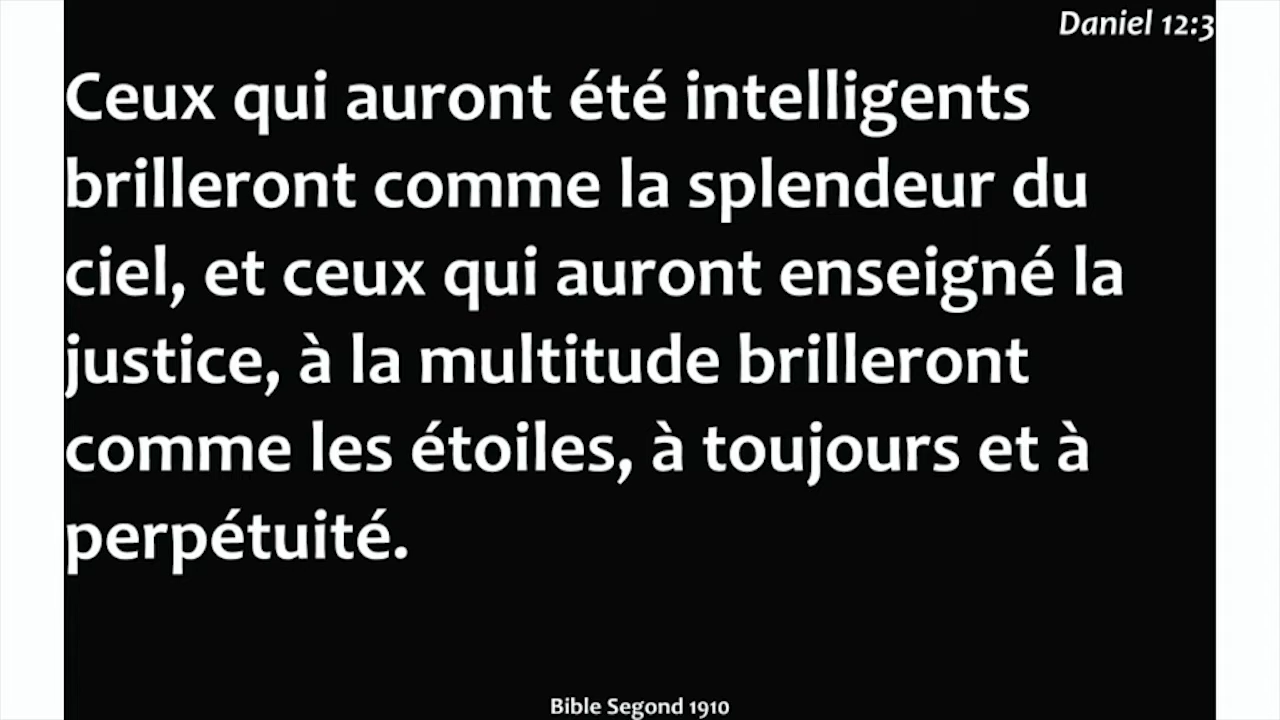 Daniel 12:3
Ceux qui auront été intelligents
brilleront comme la splendeur du
ciel, et ceux qui auront enseigné la
justice, à la multitude brilleront
comme les étoiles, à toujours et à
perpétuité.
Bible Segond 1910